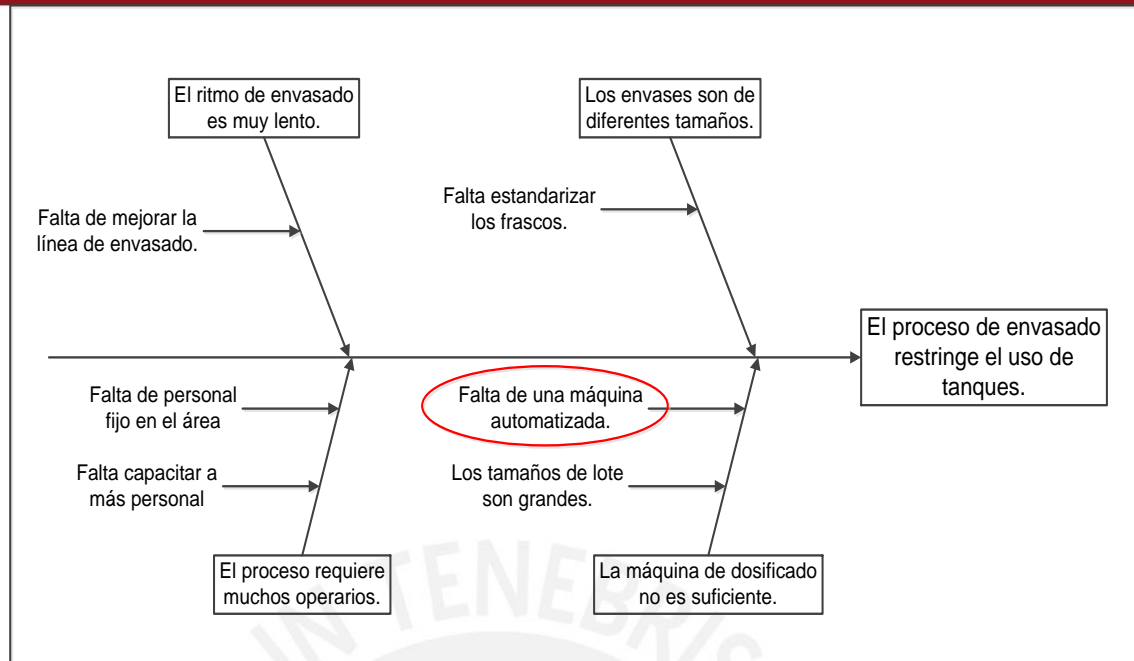 El ritmo de envasado
es muy lento.
Los envases son de
diferentes tamaños.
Falta de mejorar la
línea de envasado.
Falta estandarizar
los frascos.
El proceso de envasado
restringe el uso de
tanques.
Falta de personal
fijo en el área
Falta de una máquina
automatizada.
Falta capacitar a
más personal
Los tamaños de lote
son grandes.
El proceso requiere
muchos operarios.
La máquina de dosificado
no es suficiente.
IN TENEBRIS